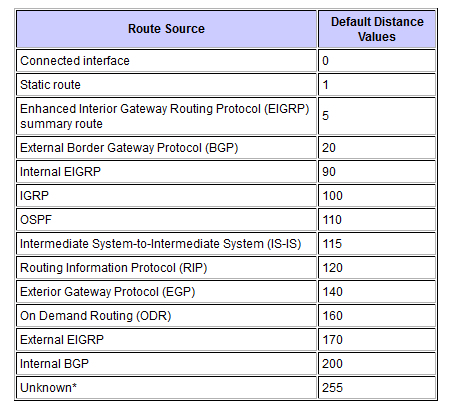 Route Source Default Distance
Values
Connected interface 0
Static route 1
Enhanced Interior Gateway Routing Protocol (EIGRP)
summary route 5
External Border Gateway Protocol (BGP) 20
Internal EIGRP 90
IGRP 100
OSPF 110
Intermediate System-to-Intermediate System (IS-IS) 115
Routing Information Protocol (RIP) 120
Exterior Gateway Protocol (EGP) 140
On Demand Routing (ODR) 160
External EIGRP 170
Internal BGP 200
Unknown* 255